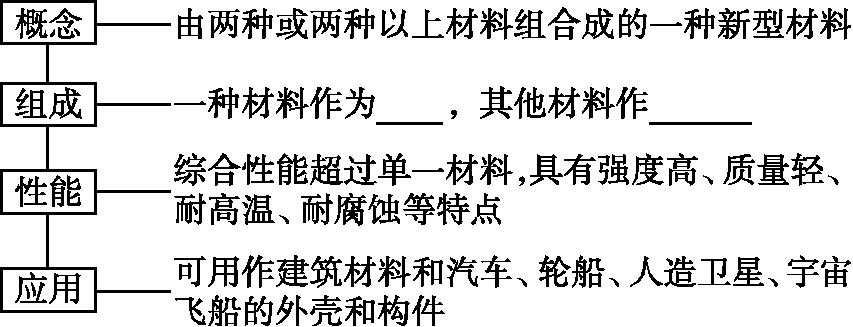 概念 由两种或两种以上材料组合成的一种新型材料
组成 一种材料作为____，其他材料作______
性能 综合性能超过单一材料,具有强度高、质量轻、
耐高温、耐腐蚀等特点
应用 可用作建筑材料和汽车、轮船、人造卫星、宇宙
飞船的外壳和构件